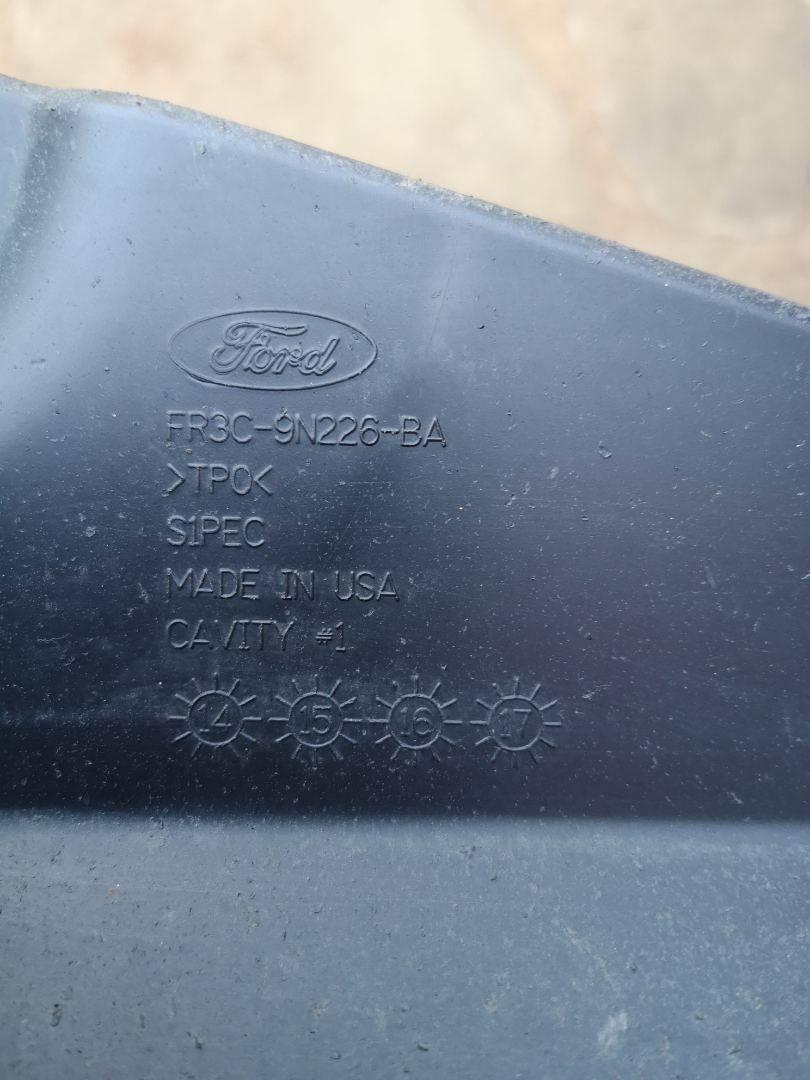 Ford
FR3C-9N226-BA
>TPO<
S1PEC
MADE IN USA
CAVITY #1
14 15 16 17